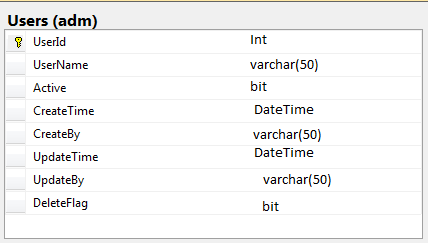 Users (adm)
UserId Int
UserName varchar(50)
Active bit
CreateTime DateTime
CreateBy varchar(50)
UpdateTime DateTime
UpdateBy varchar(50)
DeleteFlag bit